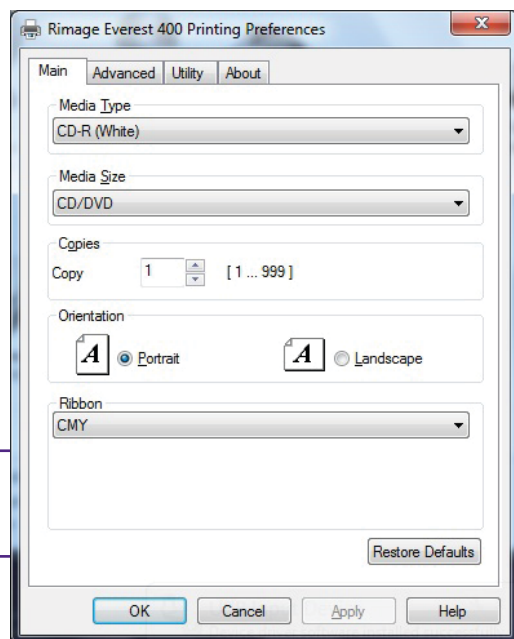 Rimage Everest 400 Printing Preferences
Main Advanced Utility About
Media Type
CD-R (White)
Media Size
CD/DVD
Copies
Copy 1 [ 1 ... 999 ]
Orientation
A Portrait A Landscape
Ribbon
CMY
Restore Defaults
OK Cancel Apply Help